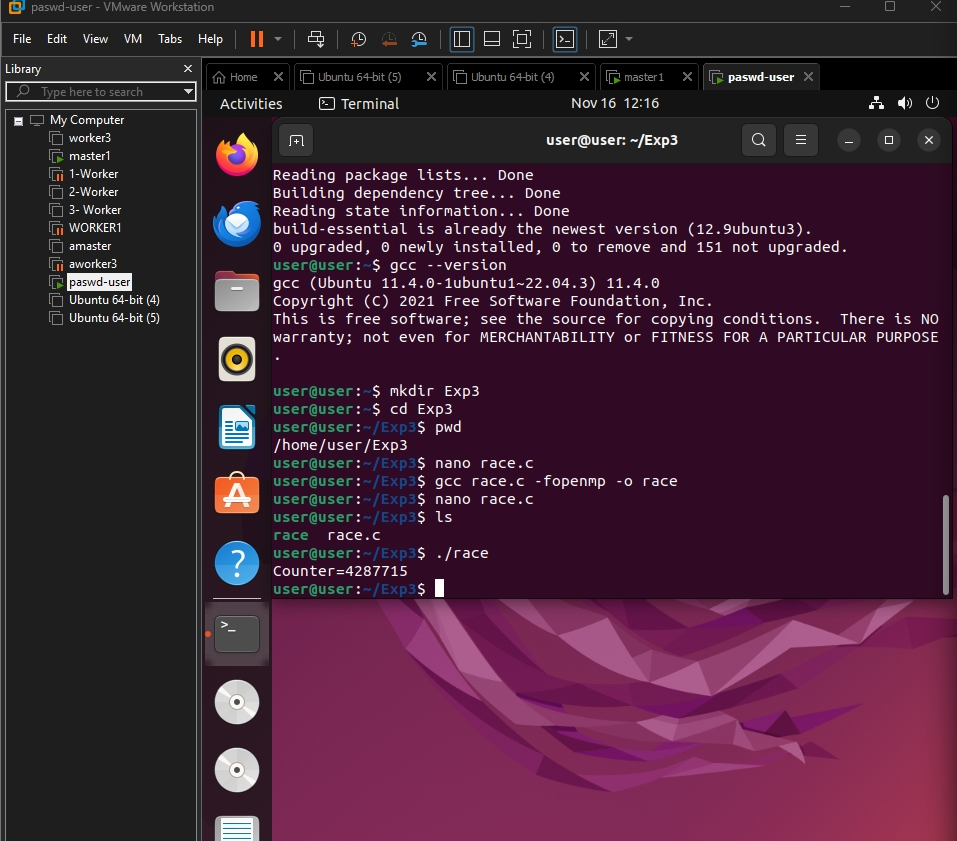 paswd-user - VMware Workstation
File Edit View VM Tabs Help
Library
Type here to search
My Computer
worker3
master1
1-Worker
2-Worker
3- Worker
WORKER1
amaster
aworker3
paswd-user
Ubuntu 64-bit (4)
Ubuntu 64-bit (5)
Home Ubuntu 64-bit (5) Ubuntu 64-bit (4) master1 paswd-user
Activities Terminal Nov 16 12:16
user@user: ~/Exp3
Reading package lists... Done
Building dependency tree... Done
Reading state information... Done
build-essential is already the newest version (12.9ubuntu3).
0 upgraded, 0 newly installed, 0 to remove and 151 not upgraded.
user@user:~$ gcc --version
gcc (Ubuntu 11.4.0-1ubuntu1~22.04.3) 11.4.0
Copyright (C) 2021 Free Software Foundation, Inc.
This is free software; see the source for copying conditions.  There is NO
warranty; not even for MERCHANTABILITY or FITNESS FOR A PARTICULAR PURPOSE
.
user@user:~$ mkdir Exp3
user@user:~$ cd Exp3
user@user:~/Exp3$ pwd
/home/user/Exp3
user@user:~/Exp3$ nano race.c
user@user:~/Exp3$ gcc race.c -fopenmp -o race
user@user:~/Exp3$ nano race.c
user@user:~/Exp3$ ls
race  race.c
user@user:~/Exp3$ ./race
Counter=4287715
user@user:~/Exp3$